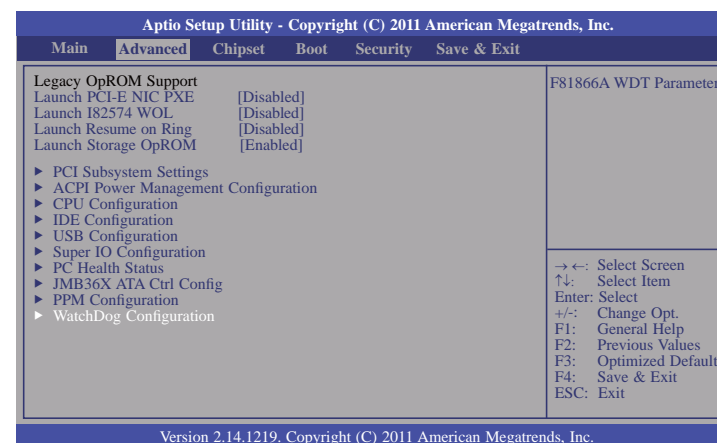 Aptio Setup Utility - Copyright (C) 2011 American Megatrends, Inc.
Main Advanced Chipset Boot Security Save & Exit
Legacy OpROM Support
Launch PCI-E NIC PXE [Disabled]
Launch I82574 WOL [Disabled]
Launch Resume on Ring [Disabled]
Launch Storage OpROM [Enabled]
▶ PCI Subsystem Settings
▶ ACPI Power Management Configuration
▶ CPU Configuration
▶ IDE Configuration
▶ USB Configuration
▶ Super IO Configuration
▶ PC Health Status
▶ JMB36X ATA Ctrl Config
▶ PPM Configuration
▶ WatchDog Configuration
F81866A WDT Parameter
→←: Select Screen
↑↓: Select Item
Enter: Select
+/-: Change Opt.
F1: General Help
F2: Previous Values
F3: Optimized Default
F4: Save & Exit
ESC: Exit
Version 2.14.1219. Copyright (C) 2011 American Megatrends, Inc.